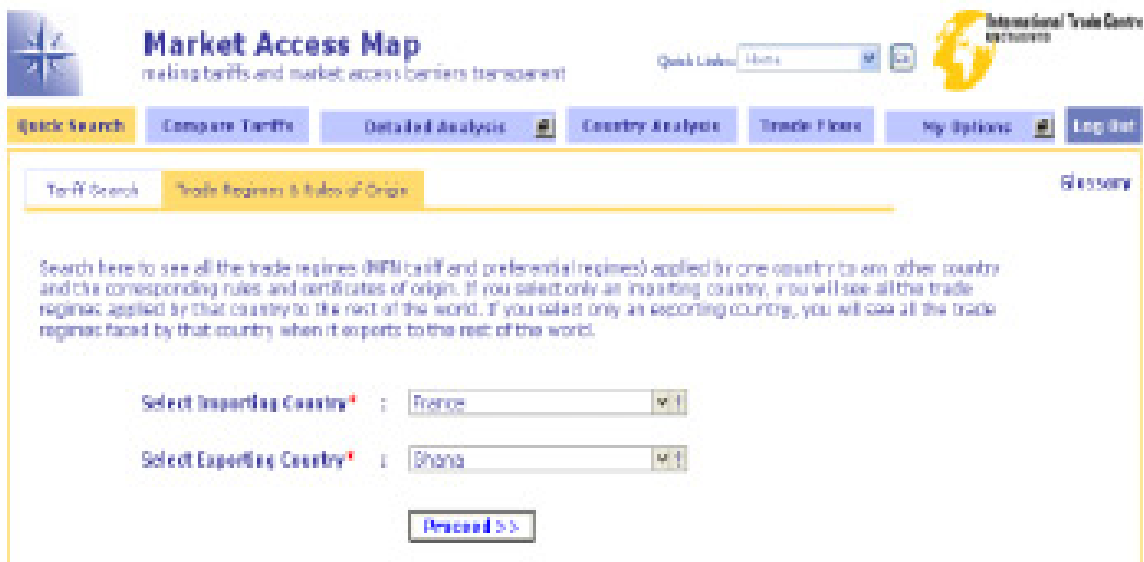 Market Access Map
making tariffs and market access barriers transparent
Quick Links: Home Go
International Trade Centre
Quick Search Compare Tariffs Detailed Analysis Country Analysis Trade Flows My Options Log Out
Tariff Search Trade Regimes & Rules of Origin
Glossary
Search here to see all the trade regimes (MFN tariff and preferential regimes) applied by one country to any other country
and the corresponding rules and certificates of origin. If you select only an importing country, you will see all the trade
regimes applied by that country to the rest of the world. If you select only an exporting country, you will see all the trade
regimes faced by that country when it exports to the rest of the world.
Select Importing Country* : France
Select Exporting Country* : Ghana
Proceed >>